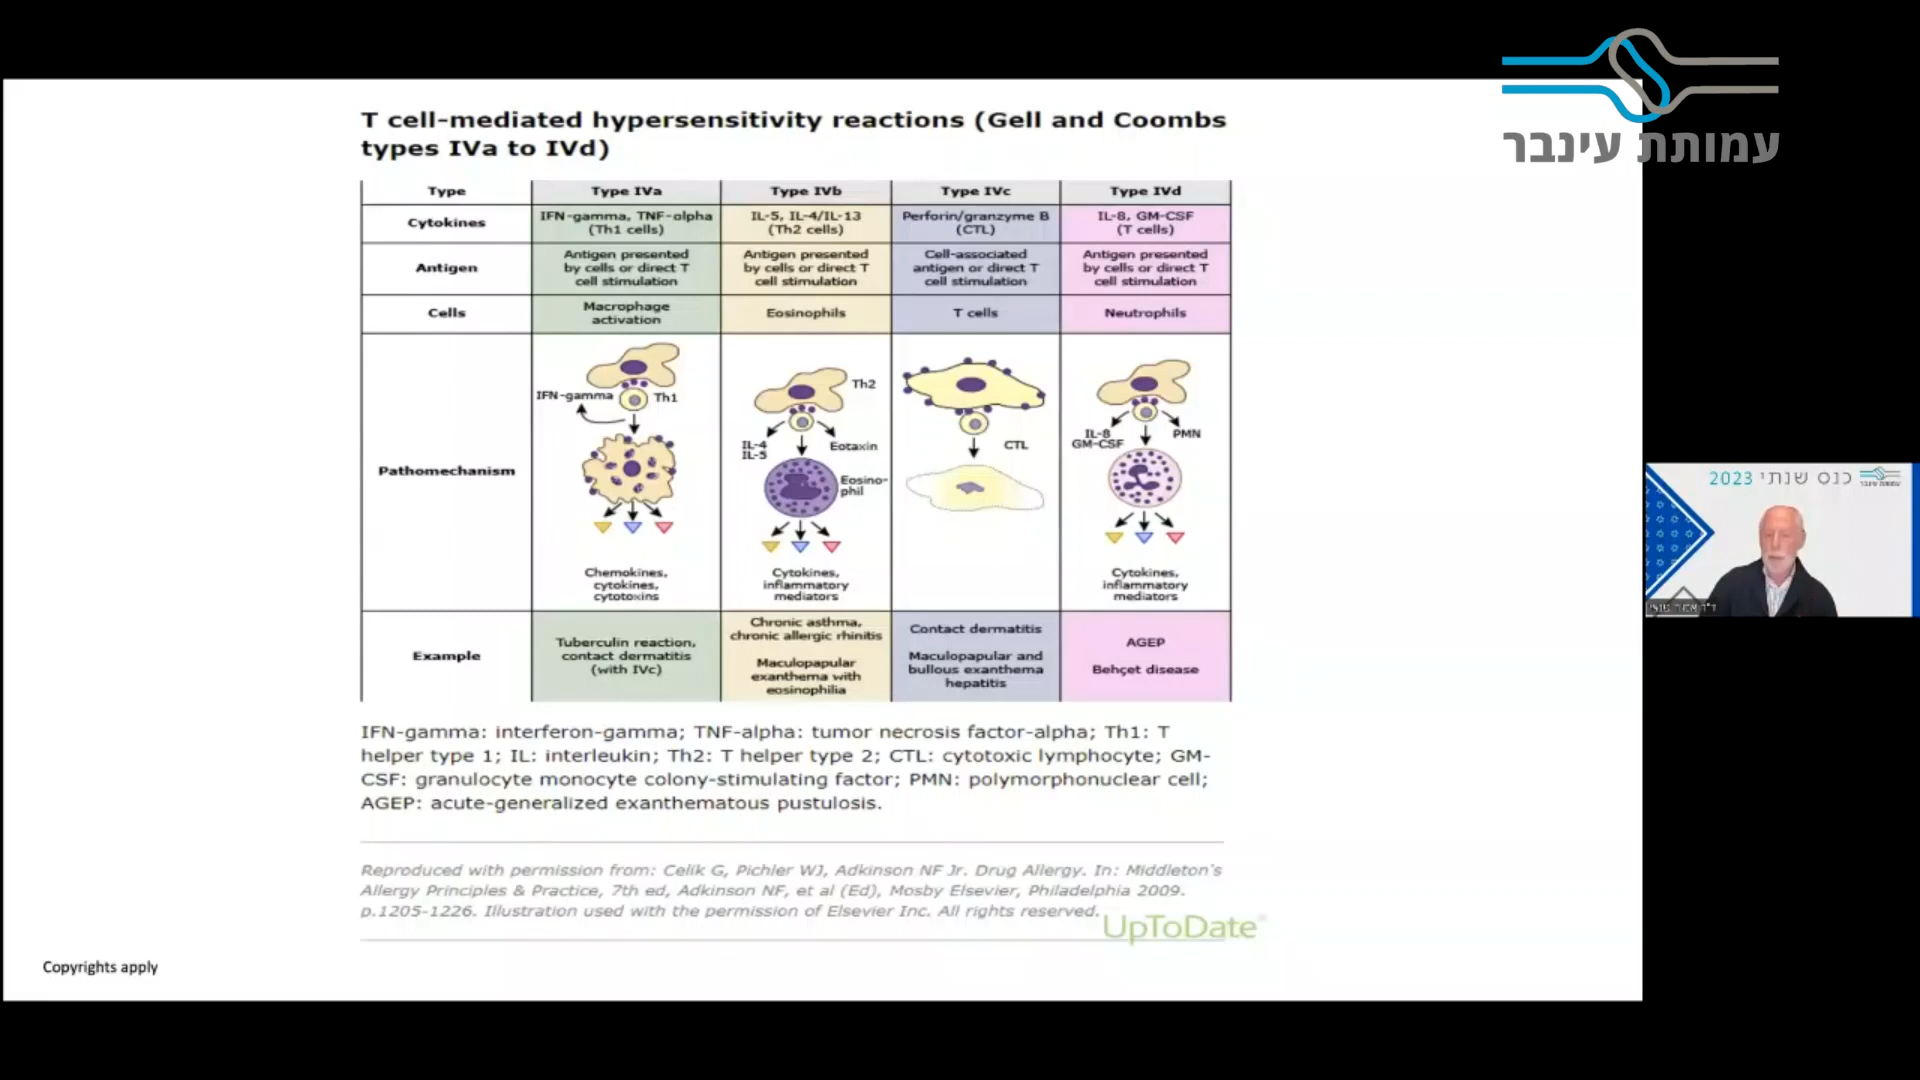 עמותת עינבר
T cell-mediated hypersensitivity reactions (Gell and Coombs
types IVa to IVd)
Type
Type IVa
Type IVb
Type IVc
Type IVd
Cytokines
IFN-gamma, TNF-alpha
(Th1 cells)
IL-5, IL-4/IL-13
(Th2 cells)
Perforin/granzyme B
(CTL)
IL-8, GM-CSF
(T cells)
Antigen
Antigen presented
by cells or direct T
cell stimulation
Antigen presented
by cells or direct T
cell stimulation
Cell-associated
antigen or direct T
cell stimulation
Antigen presented
by cells or direct T
cell stimulation
Cells
Macrophage
activation
Eosinophils
T cells
Neutrophils
Pathomechanism
IFN-gamma
Th1
Chemokines,
cytokines,
cytotoxins
Th2
IL-4
IL-5
Eotaxin
Eosino-
phil
Cytokines,
inflammatory
mediators
CTL
IL-8
GM-CSF
PMN
Cytokines,
inflammatory
mediators
Example
Tuberculin reaction,
contact dermatitis
(with IVc)
Chronic asthma,
chronic allergic rhinitis
Maculopapular
exanthema with
eosinophilia
Contact dermatitis
Maculopapular and
bullous exanthema
hepatitis
AGEP
Behçet disease
IFN-gamma: interferon-gamma; TNF-alpha: tumor necrosis factor-alpha; Th1: T
helper type 1; IL: interleukin; Th2: T helper type 2; CTL: cytotoxic lymphocyte; GM-
CSF: granulocyte monocyte colony-stimulating factor; PMN: polymorphonuclear cell;
AGEP: acute-generalized exanthematous pustulosis.
Reproduced with permission from: Celik G, Pichler WJ, Adkinson NF Jr. Drug Allergy. In: Middleton's
Allergy Principles & Practice, 7th ed, Adkinson NF, et al (Ed), Mosby Elsevier, Philadelphia 2009.
p.1205-1226. Illustration used with the permission of Elsevier Inc. All rights reserved.
UpToDate
Copyrights apply
כנס שנתי 2023
עמותת עינבר